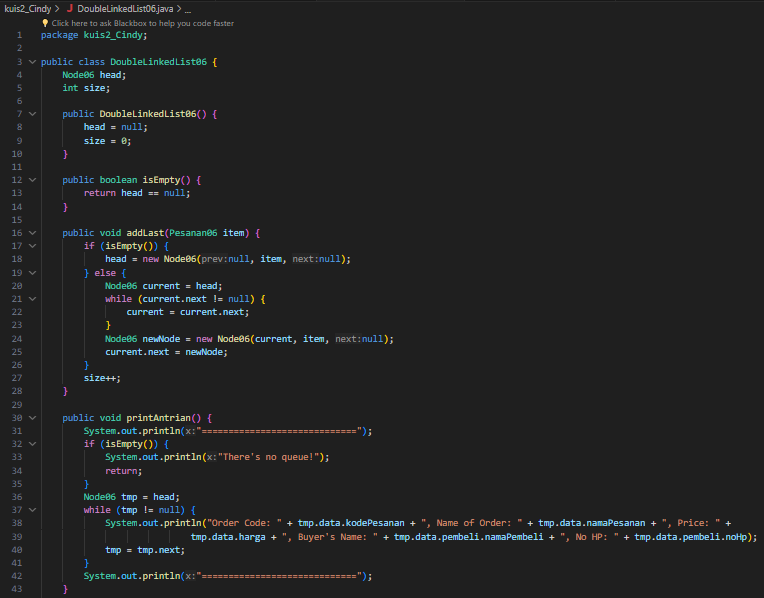 kuis2_Cindy > J DoubleLinkedList06.java > ...
Click here to ask Blackbox to help you code faster
1 package kuis2_Cindy;
2
3 public class DoubleLinkedList06 {
4 Node06 head;
5 int size;
6
7 public DoubleLinkedList06() {
8 head = null;
9 size = 0;
10 }
11
12 public boolean isEmpty() {
13 return head == null;
14 }
15
16 public void addLast(Pesanan06 item) {
17 if (isEmpty()) {
18 head = new Node06(prev:null, item, next:null);
19 } else {
20 Node06 current = head;
21 while (current.next != null) {
22 current = current.next;
23 }
24 Node06 newNode = new Node06(current, item, next:null);
25 current.next = newNode;
26 }
27 size++;
28 }
29
30 public void printAntrian() {
31 System.out.println(x:"=============================");
32 if (isEmpty()) {
33 System.out.println(x:"There's no queue!");
34 return;
35 }
36 Node06 tmp = head;
37 while (tmp != null) {
38 System.out.println("Order Code: " + tmp.data.kodePesanan + ", Name of Order: " + tmp.data.namaPesanan + ", Price: " +
39 tmp.data.harga + ", Buyer's Name: " + tmp.data.pembeli.namaPembeli + ", No HP: " + tmp.data.pembeli.noHp);
40 tmp = tmp.next;
41 }
42 System.out.println(x:"=============================");
43 }